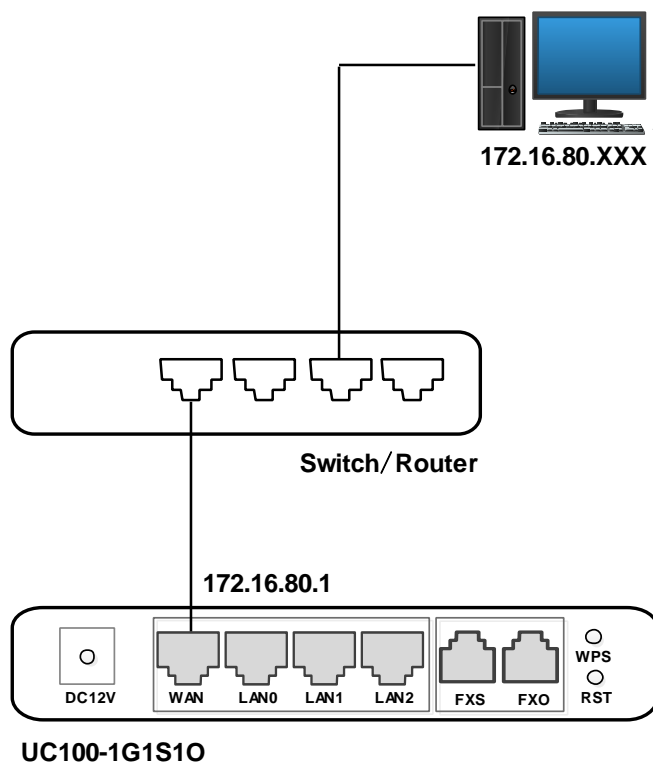 172.16.80.XXX
Switch/Router
172.16.80.1
DC12V
WAN
LAN0
LAN1
LAN2
FXS
FXO
WPS
RST
UC100-1G1S1O